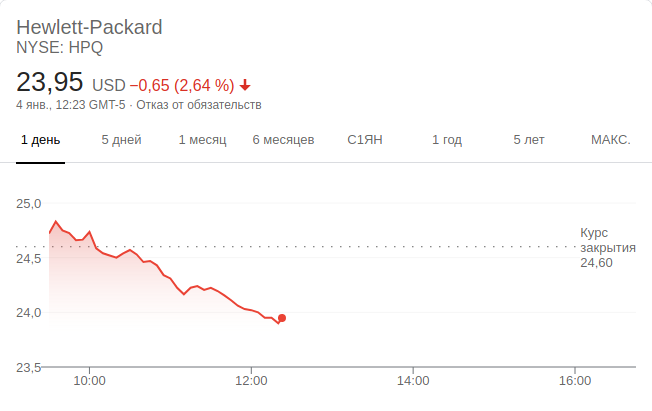 Hewlett-Packard
NYSE: HPQ
23,95 USD −0,65 (2,64 %)
4 янв., 12:23 GMT-5 · Отказ от обязательств
1 день 5 дней 1 месяц 6 месяцев С1ЯН 1 год 5 лет МАКС.
25,0
Курс
закрытия
24,60
24,5
24,0
23,5
10:00 12:00 14:00 16:00